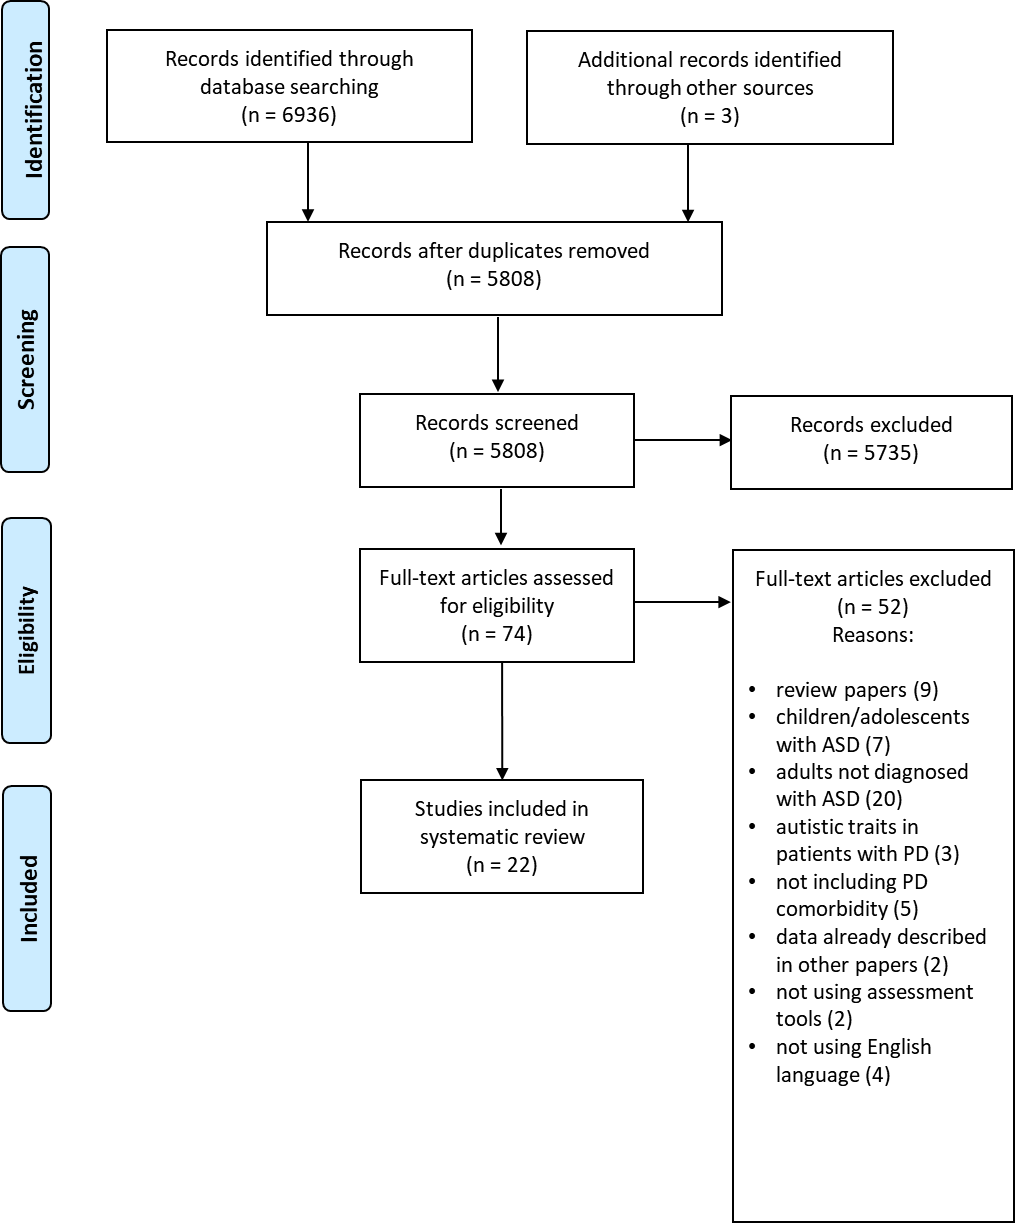 Identification
Records identified through
database searching
(n = 6936)
Additional records identified
through other sources
(n = 3)
Screening
Records after duplicates removed
(n = 5808)
Records screened
(n = 5808)
Records excluded
(n = 5735)
Eligibility
Full-text articles assessed
for eligibility
(n = 74)
Full-text articles excluded
(n = 52)
Reasons:
• review papers (9)
• children/adolescents
with ASD (7)
• adults not diagnosed
with ASD (20)
• autistic traits in
patients with PD (3)
• not including PD
comorbidity (5)
• data already described
in other papers (2)
• not using assessment
tools (2)
• not using English
language (4)
Included
Studies included in
systematic review
(n = 22)